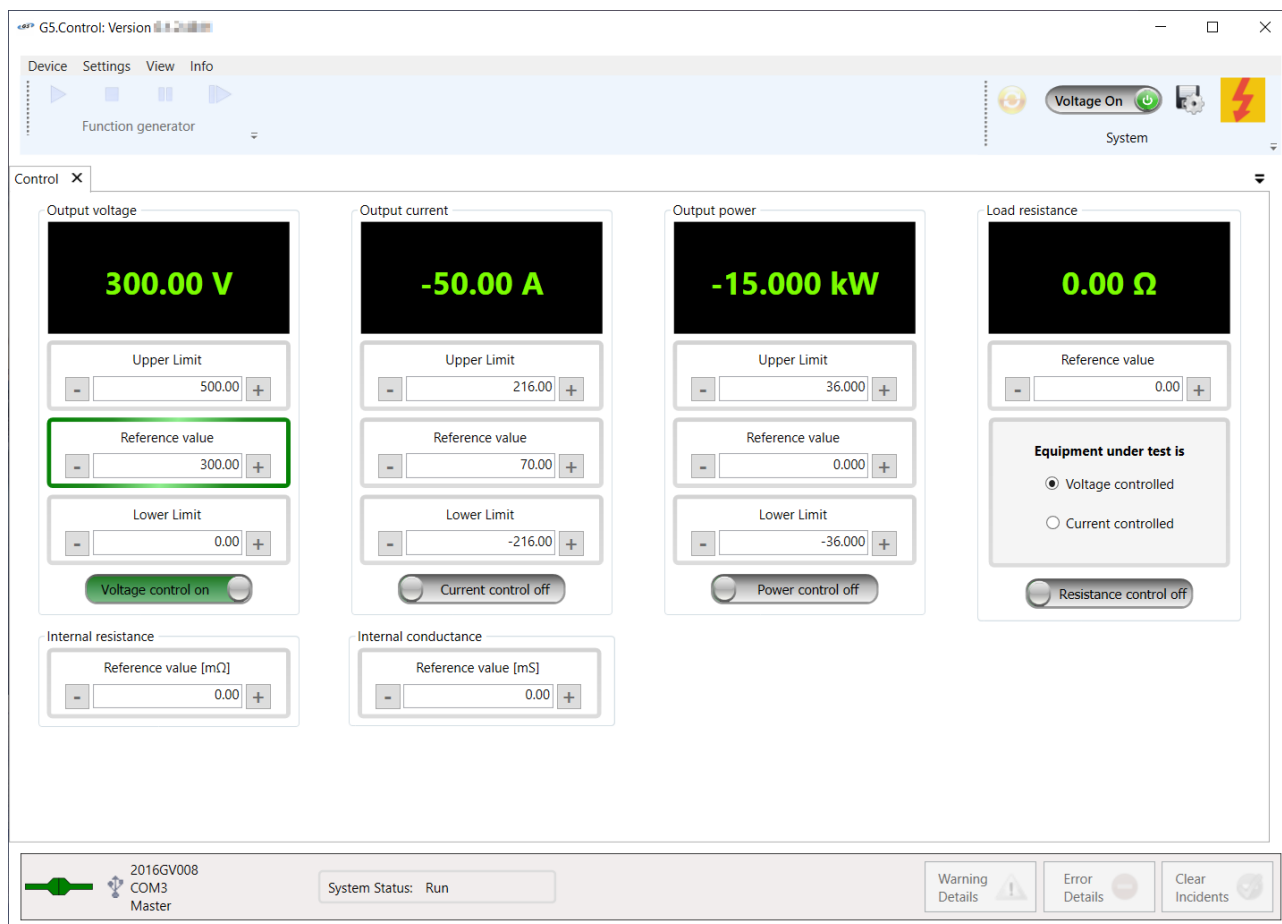 G5.Control: Version
Device Settings View Info
Function generator
Voltage On
System
Control
Output voltage
300.00 V
Upper Limit
- 500.00 +
Reference value
- 300.00 +
Lower Limit
- 0.00 +
Voltage control on
Output current
-50.00 A
Upper Limit
- 216.00 +
Reference value
- 70.00 +
Lower Limit
- -216.00 +
Current control off
Output power
-15.000 kW
Upper Limit
- 36.000 +
Reference value
- 0.000 +
Lower Limit
- -36.000 +
Power control off
Load resistance
0.00 Ω
Reference value
- 0.00 +
Equipment under test is
Voltage controlled
Current controlled
Resistance control off
Internal resistance
Reference value [mΩ]
- 0.00 +
Internal conductance
Reference value [mS]
- 0.00 +
2016GV008
COM3
Master
System Status: Run
Warning
Details
Error
Details
Clear
Incidents